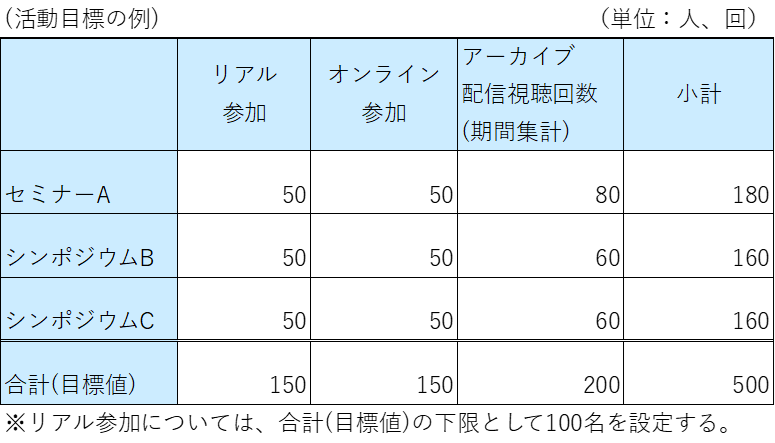 (活動目標の例)　（単位：人、回）
リアル
参加
オンライン
参加
アーカイブ
配信視聴回数
(期間集計)
小計
セミナーA 50 50 80 180
シンポジウムB 50 50 60 160
シンポジウムC 50 50 60 160
合計(目標値) 150 150 200 500
※リアル参加については、合計(目標値)の下限として100名を設定する。